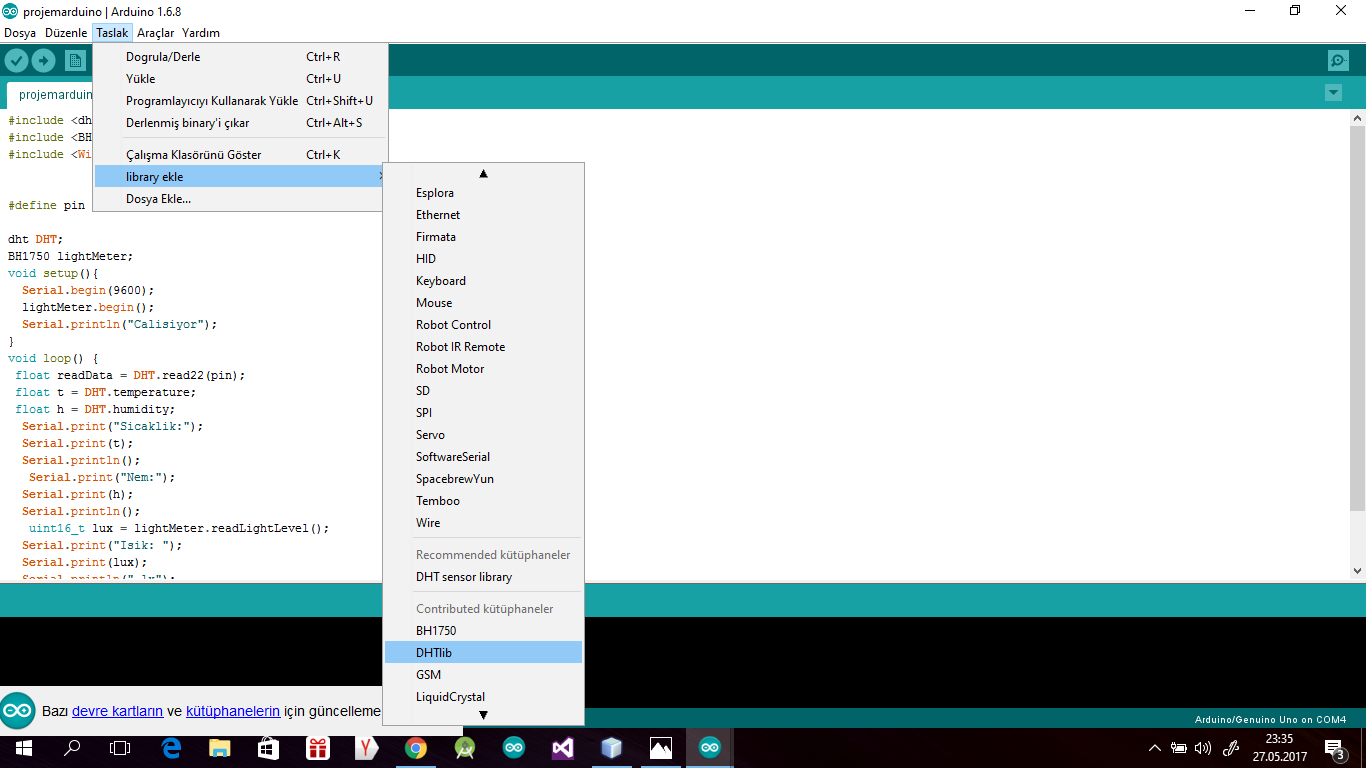 projemarduino | Arduino 1.6.8
Dosya Düzenle Taslak Araçlar Yardım
Dogrula/Derle Ctrl+R
Yükle Ctrl+U
Programlayıcıyı Kullanarak Yükle Ctrl+Shift+U
Derlenmiş binary'i çıkar Ctrl+Alt+S
Çalışma Klasörünü Göster Ctrl+K
library ekle
Dosya Ekle...
projemarduin
#include <dh
#include <BH
#include <Wi
#define pin
dht DHT;
BH1750 lightMeter;
void setup(){
Serial.begin(9600);
lightMeter.begin();
Serial.println("Calisiyor");
}
void loop() {
float readData = DHT.read22(pin);
float t = DHT.temperature;
float h = DHT.humidity;
Serial.print("Sicaklik:");
Serial.print(t);
Serial.println();
Serial.print("Nem:");
Serial.print(h);
Serial.println();
uint16_t lux = lightMeter.readLightLevel();
Serial.print("Isik: ");
Serial.print(lux);
Serial.println(" lx");
Esplora
Ethernet
Firmata
HID
Keyboard
Mouse
Robot Control
Robot IR Remote
Robot Motor
SD
SPI
Servo
SoftwareSerial
SpacebrewYun
Temboo
Wire
Recommended kütüphaneler
DHT sensor library
Contributed kütüphaneler
BH1750
DHTlib
GSM
LiquidCrystal
Bazı devre kartların ve kütüphanelerin için güncelleme
Arduino/Genuino Uno on COM4
23:35
27.05.2017
3